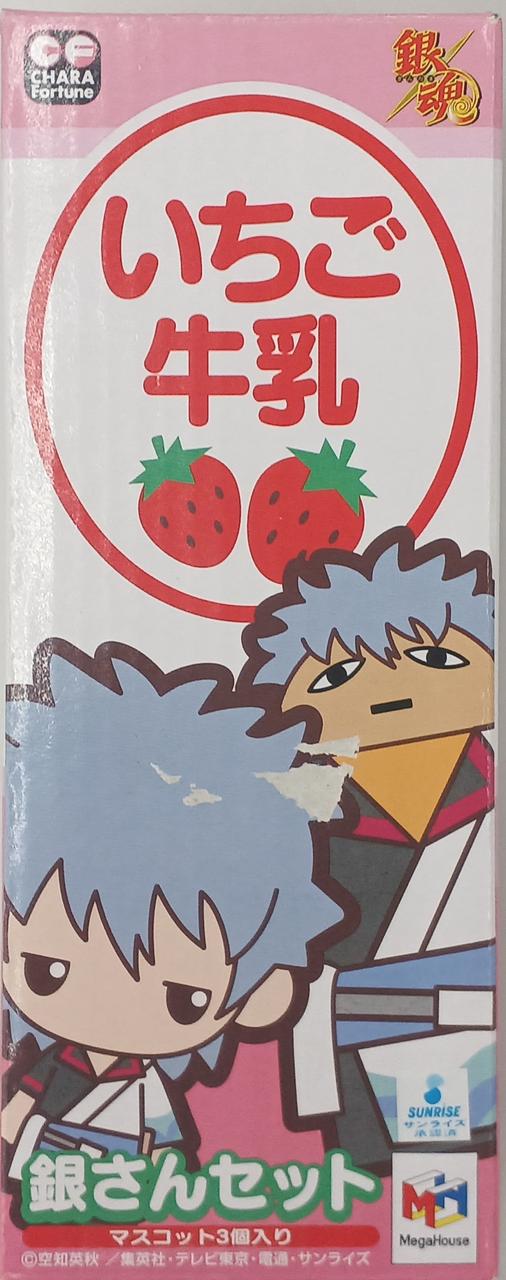 CF
CHARA
Fortune
銀魂
いちご
牛乳
SUNRISE
サンライズ
承認済
銀さんセット
マスコット3個入り
MegaHouse
©空知英秋／集英社・テレビ東京・電通・サンライズ